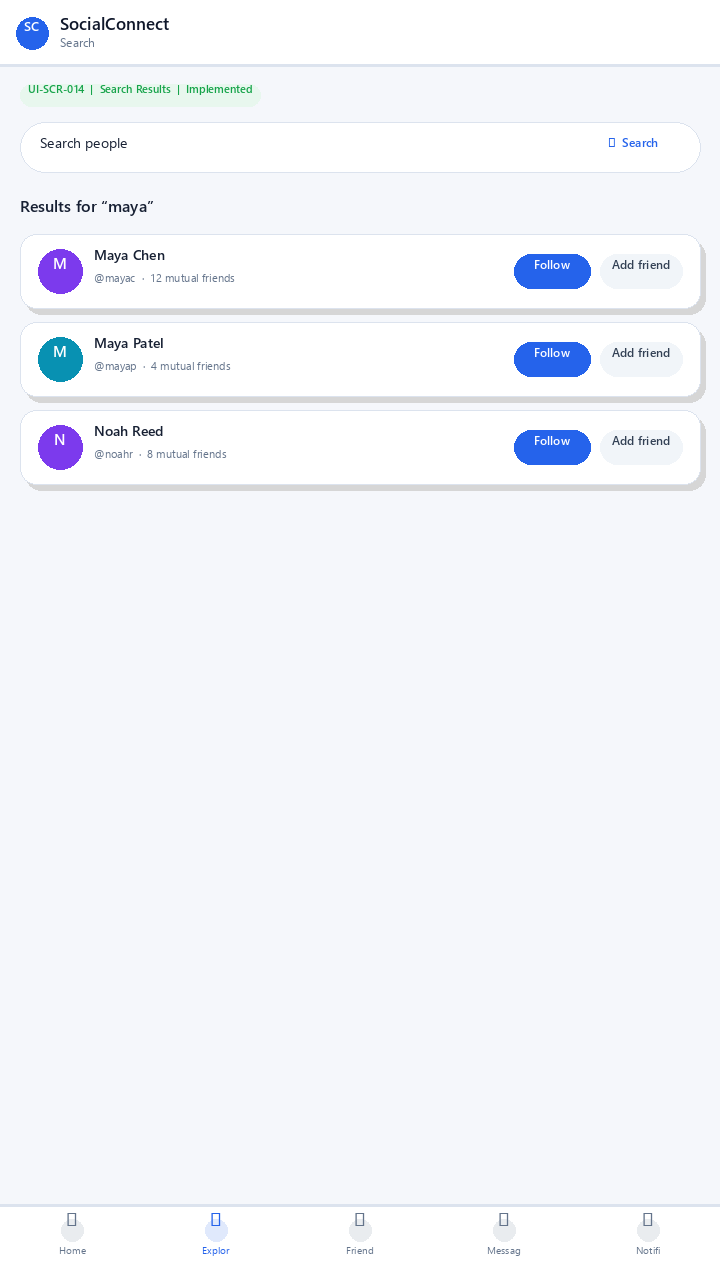 SC
SocialConnect
Search
UI-SCR-014 | Search Results | Implemented
Search people
Search
Results for “maya”
M
Maya Chen
@mayac · 12 mutual friends
Follow
Add friend
M
Maya Patel
@mayap · 4 mutual friends
Follow
Add friend
N
Noah Reed
@noahr · 8 mutual friends
Follow
Add friend
Home
Explor
Friend
Messag
Notifi